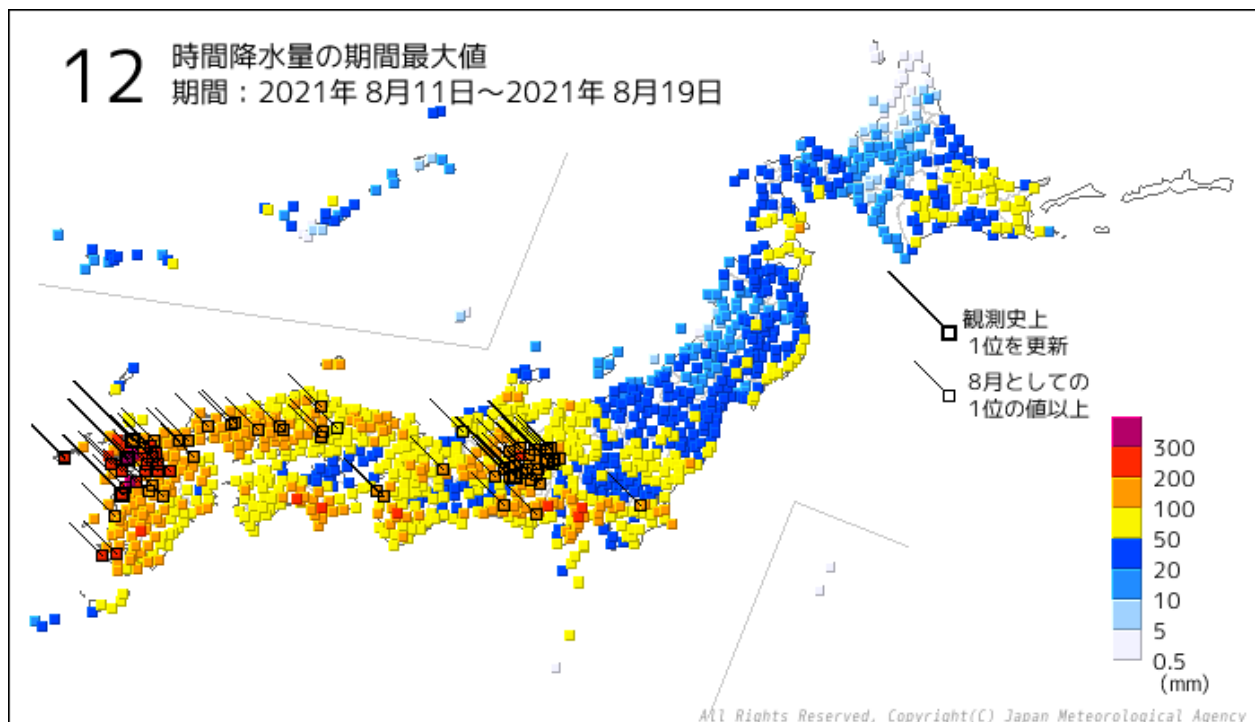 12
時間降水量の期間最大値
期間：2021年 8月11日～2021年 8月19日
観測史上
1位を更新
8月としての
1位の値以上
300
200
100
50
20
10
5
0.5
(mm)
All Rights Reserved. Copyright(C) Japan Meteorological Agency